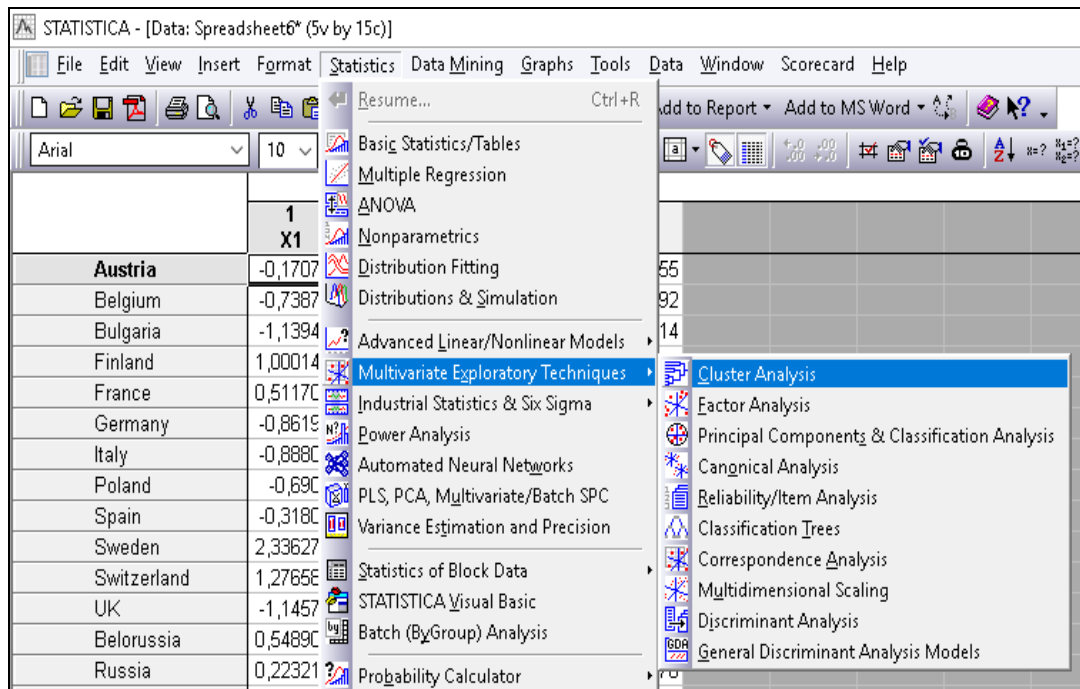 STATISTICA - [Data: Spreadsheet6* (5v by 15c)]
File Edit View Insert Format Statistics Data Mining Graphs Tools Data Window Scorecard Help
Resume... Ctrl+R
Add to Report Add to MS Word
Arial 10
Basic Statistics/Tables
Multiple Regression
ANOVA
Nonparametrics
Distribution Fitting
Distributions & Simulation
Advanced Linear/Nonlinear Models
Multivariate Exploratory Techniques
Industrial Statistics & Six Sigma
Power Analysis
Automated Neural Networks
PLS, PCA, Multivariate/Batch SPC
Variance Estimation and Precision
Statistics of Block Data
STATISTICA Visual Basic
Batch (ByGroup) Analysis
Probability Calculator
Cluster Analysis
Factor Analysis
Principal Components & Classification Analysis
Canonical Analysis
Reliability/Item Analysis
Classification Trees
Correspondence Analysis
Multidimensional Scaling
Discriminant Analysis
General Discriminant Analysis Models
1
X1
Austria -0,1707 55
Belgium -0,7387 92
Bulgaria -1,1394 14
Finland 1,00014
France 0,5117
Germany -0,8619
Italy -0,888
Poland -0,690
Spain -0,3180
Sweden 2,33627
Switzerland 1,27656
UK -1,1457
Belorussia 0,5489
Russia 0,22321